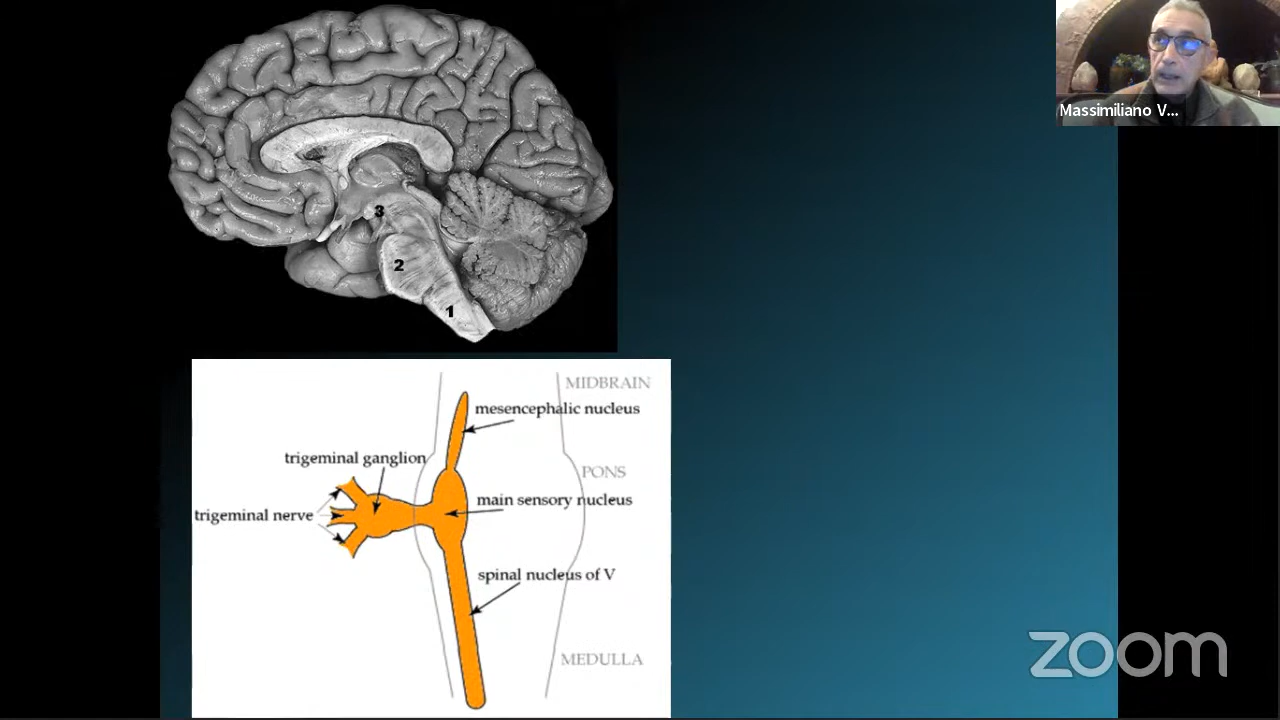 Massimiliano V...
3
2
1
MIDBRAIN
mesencephalic nucleus
trigeminal ganglion
PONS
main sensory nucleus
trigeminal nerve
spinal nucleus of V
MEDULLA
zoom